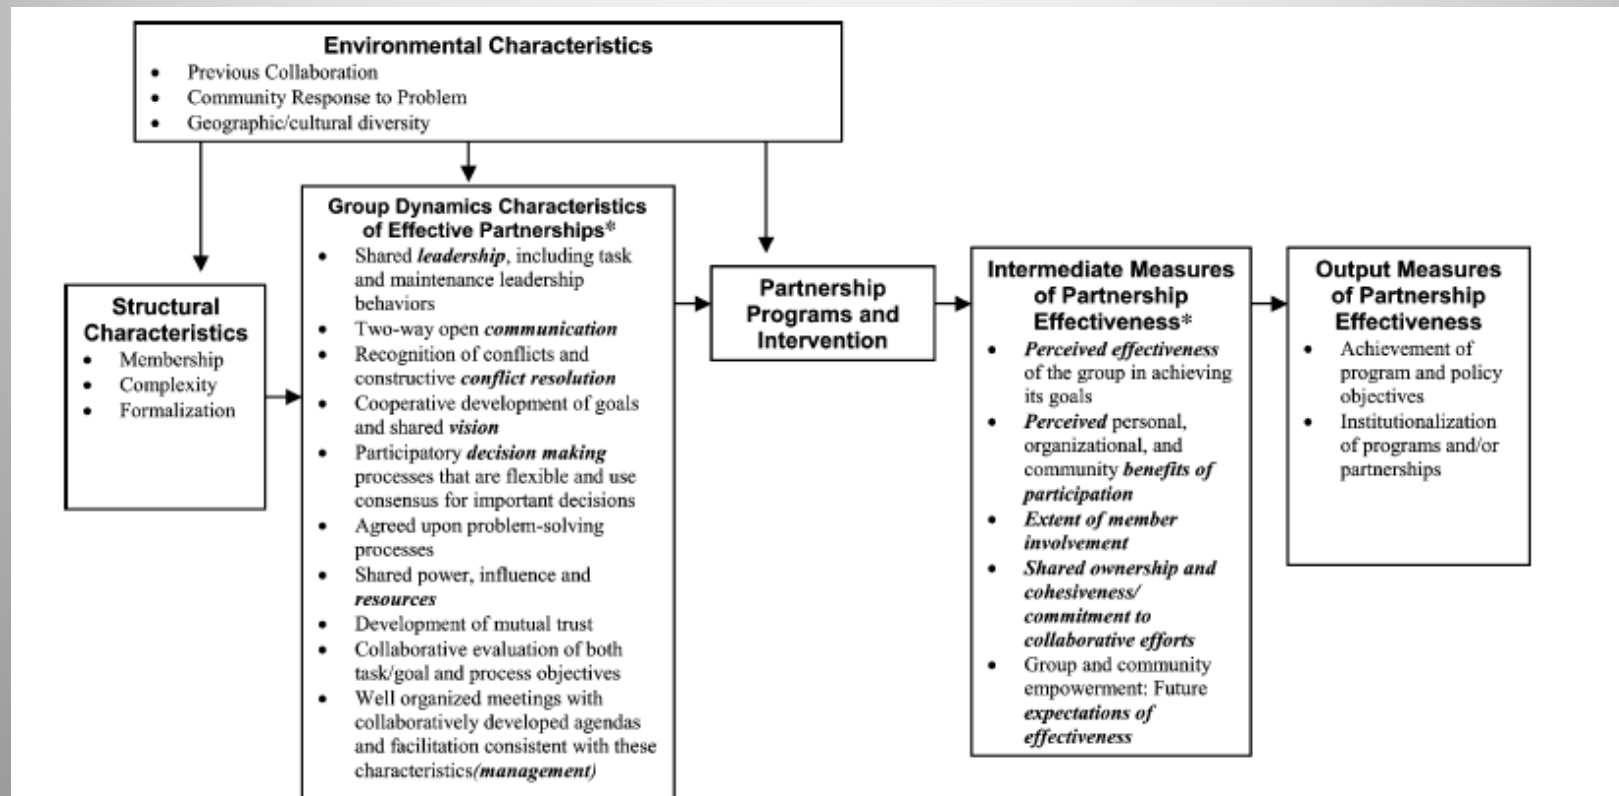 Environmental Characteristics
• Previous Collaboration
• Community Response to Problem
• Geographic/cultural diversity
Structural
Characteristics
• Membership
• Complexity
• Formalization
Group Dynamics Characteristics
of Effective Partnerships*
• Shared leadership, including task
and maintenance leadership
behaviors
• Two-way open communication
• Recognition of conflicts and
constructive conflict resolution
• Cooperative development of goals
and shared vision
• Participatory decision making
processes that are flexible and use
consensus for important decisions
• Agreed upon problem-solving
processes
• Shared power, influence and
resources
• Development of mutual trust
• Collaborative evaluation of both
task/goal and process objectives
• Well organized meetings with
collaboratively developed agendas
and facilitation consistent with these
characteristics(management)
Partnership
Programs and
Intervention
Intermediate Measures
of Partnership
Effectiveness*
• Perceived effectiveness
of the group in achieving
its goals
• Perceived personal,
organizational, and
community benefits of
participation
• Extent of member
involvement
• Shared ownership and
cohesiveness/
commitment to
collaborative efforts
• Group and community
empowerment: Future
expectations of
effectiveness
Output Measures
of Partnership
Effectiveness
• Achievement of
program and policy
objectives
• Institutionalization
of programs and/or
partnerships